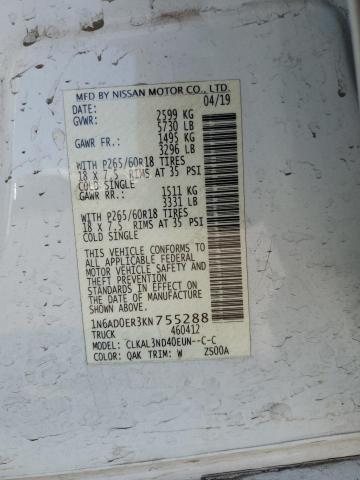 MFD BY NISSAN MOTOR CO., LTD.
DATE: 04/19
GVWR: 2599 KG
5730 LB
GAWR FR.: 1495 KG
3296 LB
WITH P265/60R18 TIRES
18 X 7.5 RIMS AT 35 PSI
COLD SINGLE
GAWR RR.: 1511 KG
3331 LB
WITH P265/60R18 TIRES
18 X 7.5 RIMS AT 35 PSI
COLD SINGLE
THIS VEHICLE CONFORMS TO
ALL APPLICABLE FEDERAL
MOTOR VEHICLE SAFETY
AND THEFT PREVENTION
STANDARDS IN EFFECT ON
THE DATE OF MANUFACTURE
SHOWN ABOVE.
1N6AD0ER3KN755288
TRUCK 460412
MODEL: CLKAL3ND40EUN--C-C
COLOR: QAK TRIM: W ZS00A